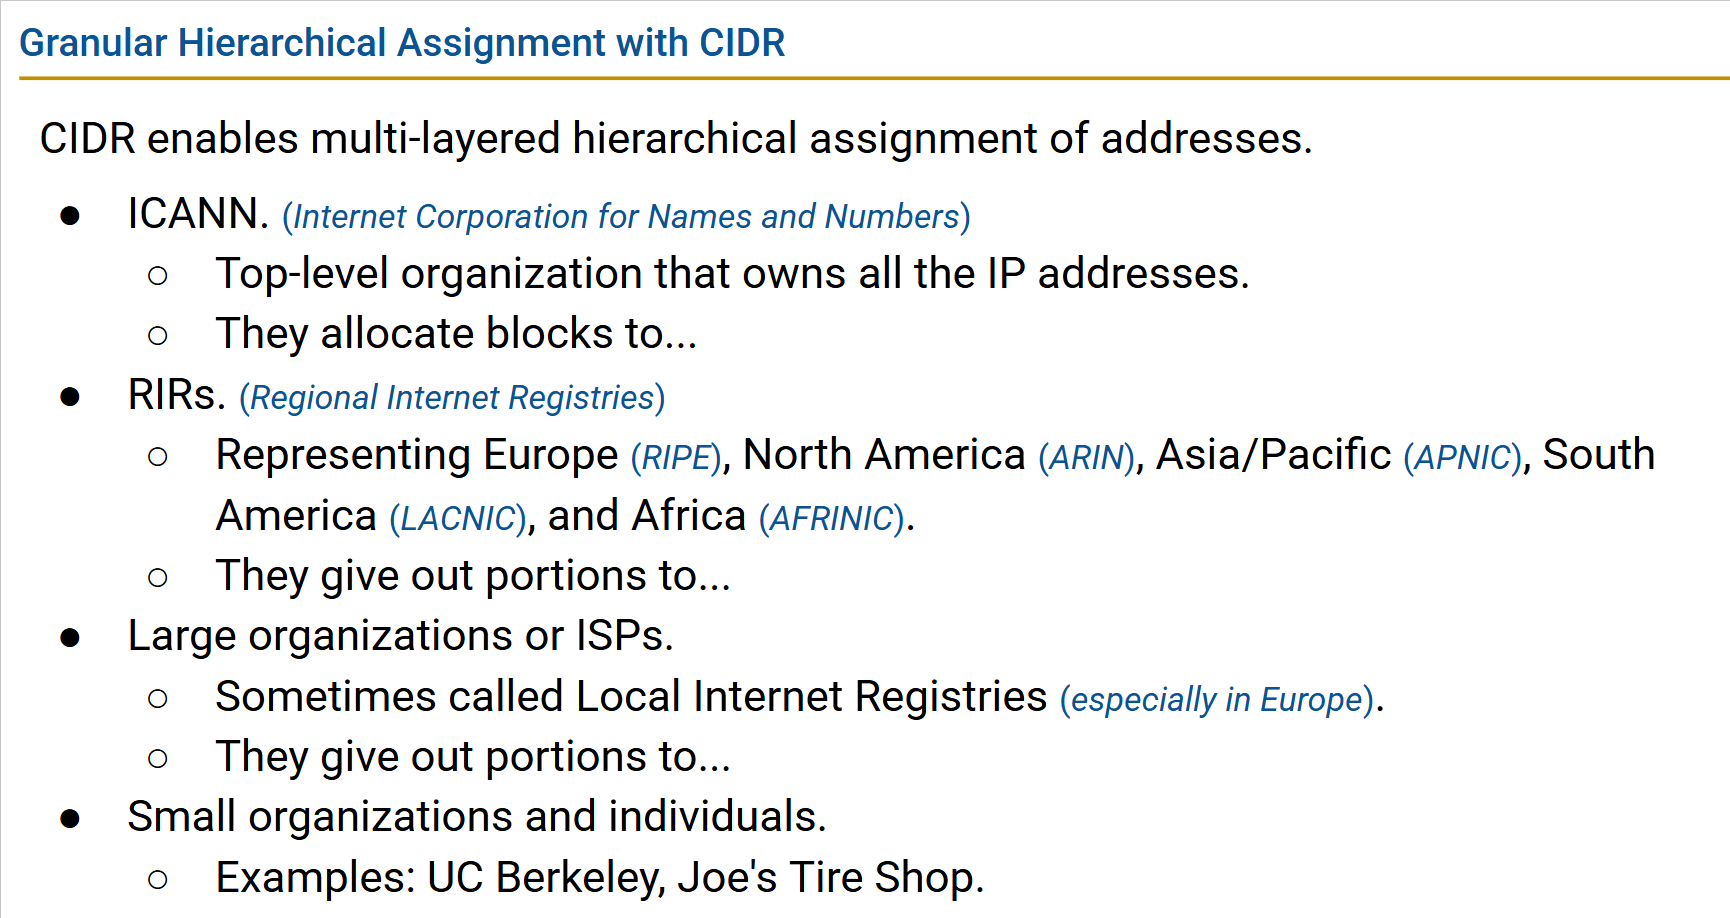 Granular Hierarchical Assignment with CIDR
CIDR enables multi-layered hierarchical assignment of addresses.
● ICANN. (Internet Corporation for Names and Numbers)
○ Top-level organization that owns all the IP addresses.
○ They allocate blocks to...
● RIRs. (Regional Internet Registries)
○ Representing Europe (RIPE), North America (ARIN), Asia/Pacific (APNIC), South
America (LACNIC), and Africa (AFRINIC).
○ They give out portions to...
● Large organizations or ISPs.
○ Sometimes called Local Internet Registries (especially in Europe).
○ They give out portions to...
● Small organizations and individuals.
○ Examples: UC Berkeley, Joe's Tire Shop.